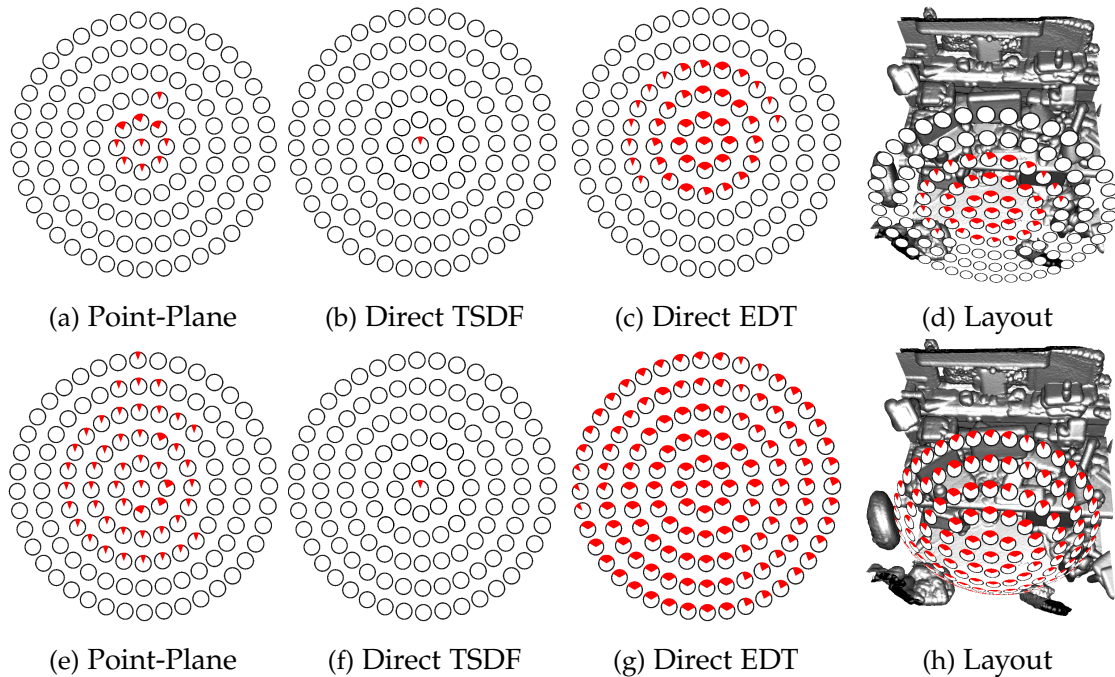 (a) Point-Plane (b) Direct TSDF (c) Direct EDT (d) Layout
(e) Point-Plane (f) Direct TSDF (g) Direct EDT (h) Layout